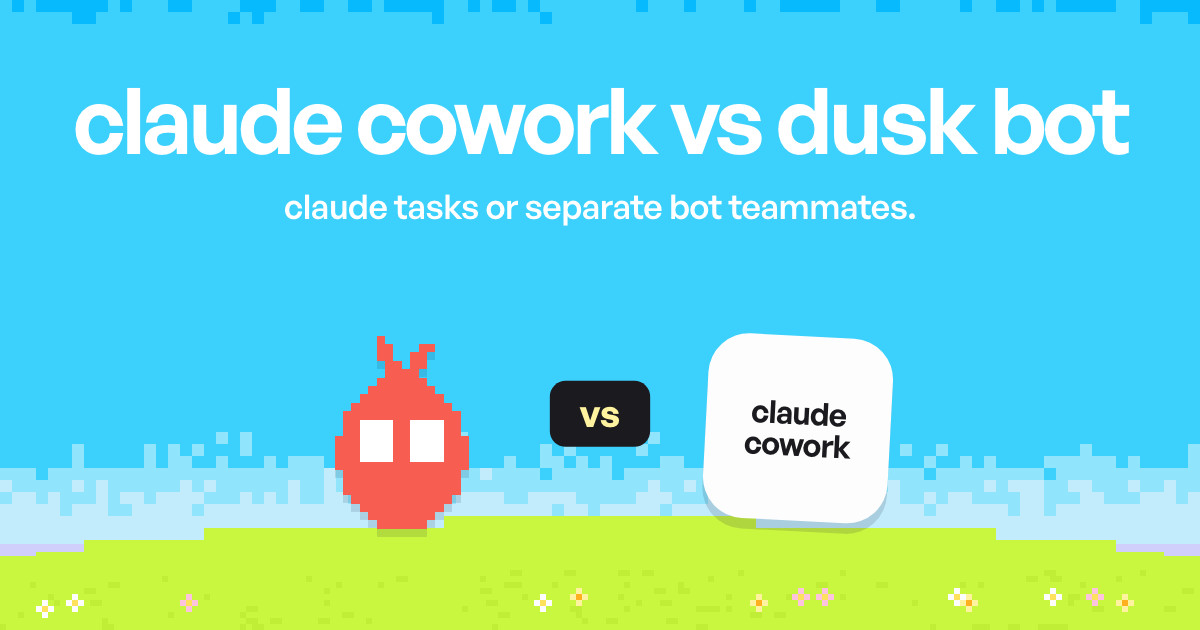 claude cowork vs dusk bot
claude tasks or separate bot teammates.
vs
claude
cowork